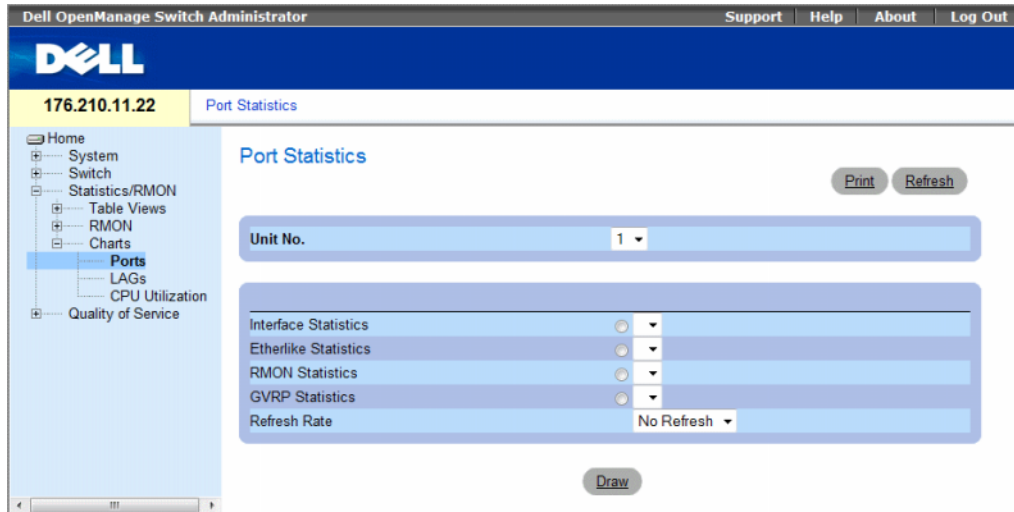 Dell OpenManage Switch Administrator
Support Help About Log Out
DELL
176.210.11.22
Port Statistics
Home
System
Switch
Statistics/RMON
Table Views
RMON
Charts
Ports
LAGs
CPU Utilization
Quality of Service
Port Statistics
Print Refresh
Unit No. 1
Interface Statistics
Etherlike Statistics
RMON Statistics
GVRP Statistics
Refresh Rate No Refresh
Draw